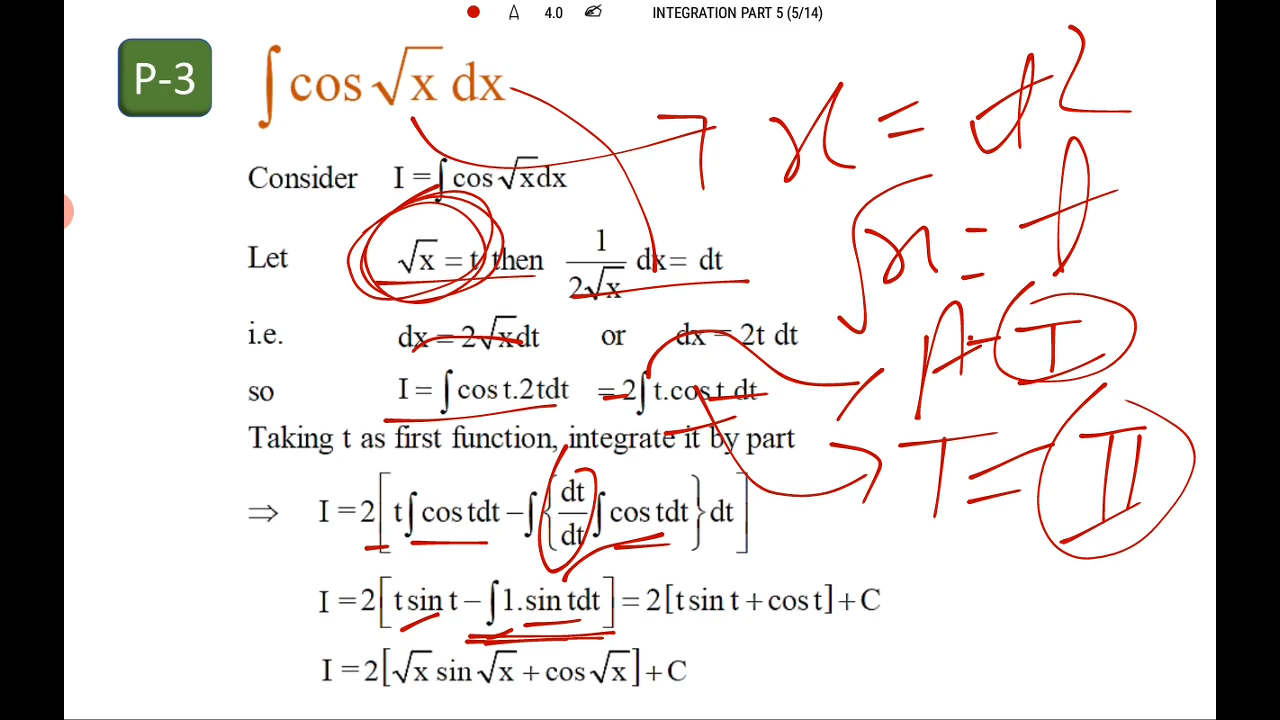 4.0 INTEGRATION PART 5 (5/14)
P-3 ∫ cos √x dx
x = t²
Consider I = ∫ cos √x dx
√x = t
Let √x = t, then 1/(2√x) dx = dt
i.e. dx = 2√x dt or dx = 2t dt
A = I
so I = ∫ cos t.2t dt = 2∫ t.cos t dt
T = II
Taking t as first function, integrate it by part
⇒ I = 2[t∫ cos t dt − ∫{dt/dt ∫ cos t dt} dt]
I = 2[t sin t − ∫1.sin t dt] = 2[t sin t + cos t] + C
I = 2[√x sin √x + cos √x] + C